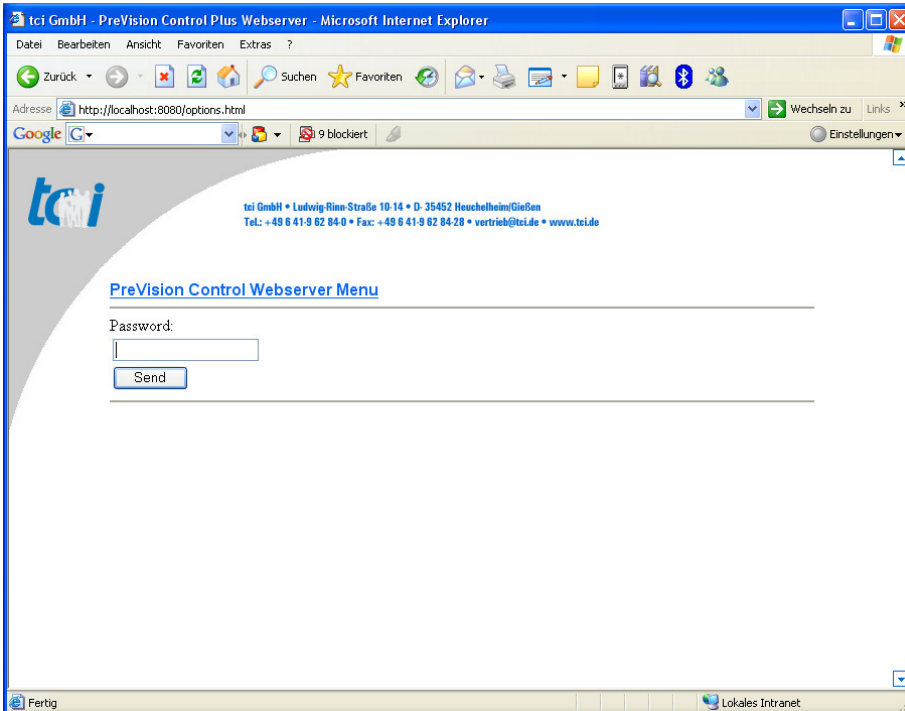 tci GmbH - PreVision Control Plus Webserver - Microsoft Internet Explorer
Datei Bearbeiten Ansicht Favoriten Extras ?
Zurück Suchen Favoriten
Adresse http://localhost:8080/options.html Wechseln zu Links »
Google G 9 blockiert Einstellungen
tci
tci GmbH • Ludwig-Rinn-Straße 10-14 • D- 35452 Heuchelheim/Gießen
Tel.: +49 6 41-9 62 84-0 • Fax: +49 6 41-9 62 84-28 • vertrieb@tci.de • www.tci.de
PreVision Control Webserver Menu
Password:
Send
Fertig Lokales Intranet